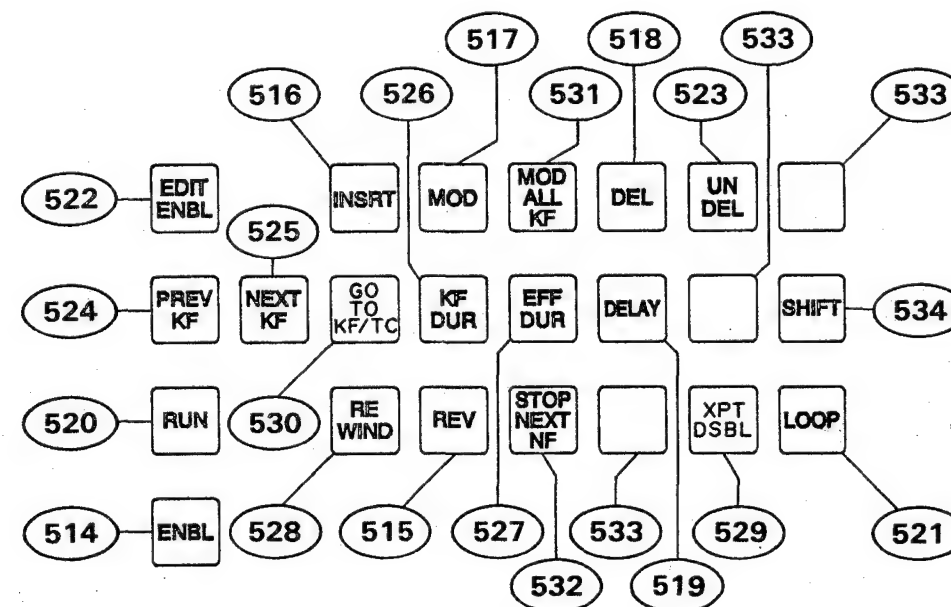 517
518
533
516
526
531
523
533
522
EDIT
ENBL
INSRT
MOD
MOD
ALL
KF
DEL
UN
DEL
525
524
PREV
KF
NEXT
KF
GO
TO
KF/TC
KF
DUR
EFF
DUR
DELAY
SHIFT
534
520
RUN
530
RE
WIND
REV
STOP
NEXT
NF
XPT
DSBL
LOOP
514
ENBL
528
515
527
533
529
521
532
519